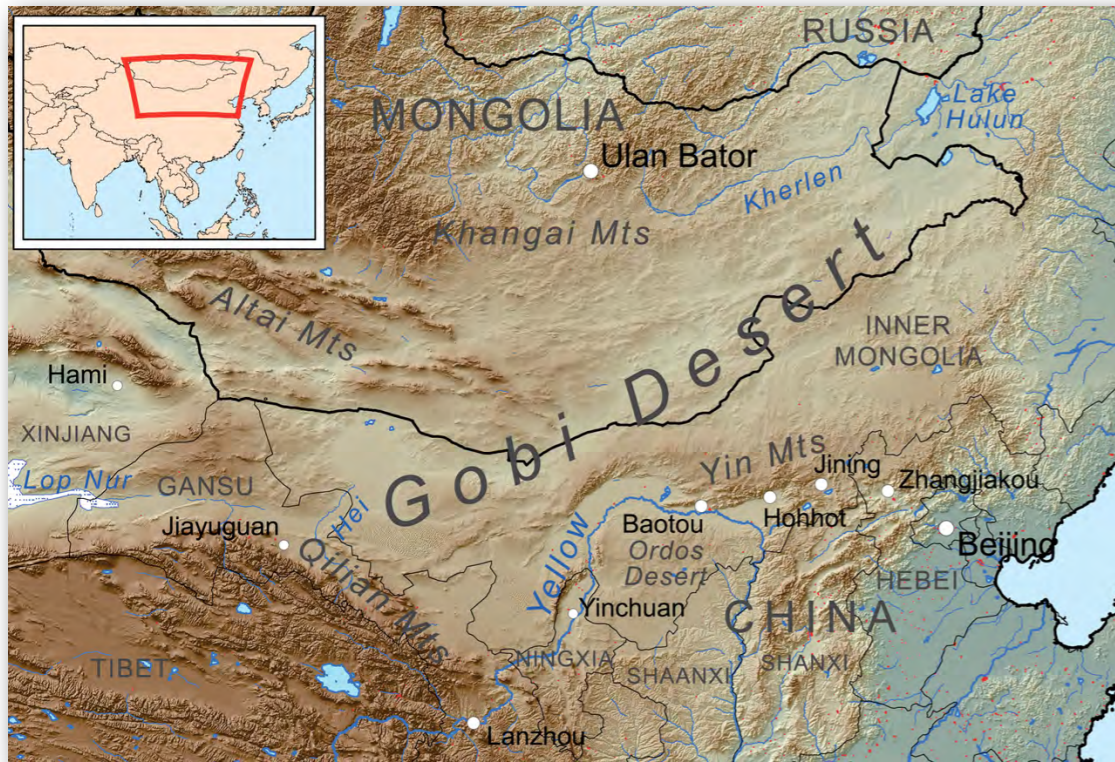 RUSSIA
Lake
Hulun
MONGOLIA
Ulan Bator
Kherlen
Khangai Mts
Altai Mts
Gobi Desert
INNER
MONGOLIA
Hami
XINJIANG
Lop Nur
GANSU
Jiayuguan
Hei
Qilian Mts
Yin Mts
Jining
Zhangjiakou
Baotou
Hohhot
Beijing
Ordos
Desert
HEBEI
Yellow
Yinchuan
CHINA
TIBET
NINGXIA
SHAANXI
SHANXI
Lanzhou